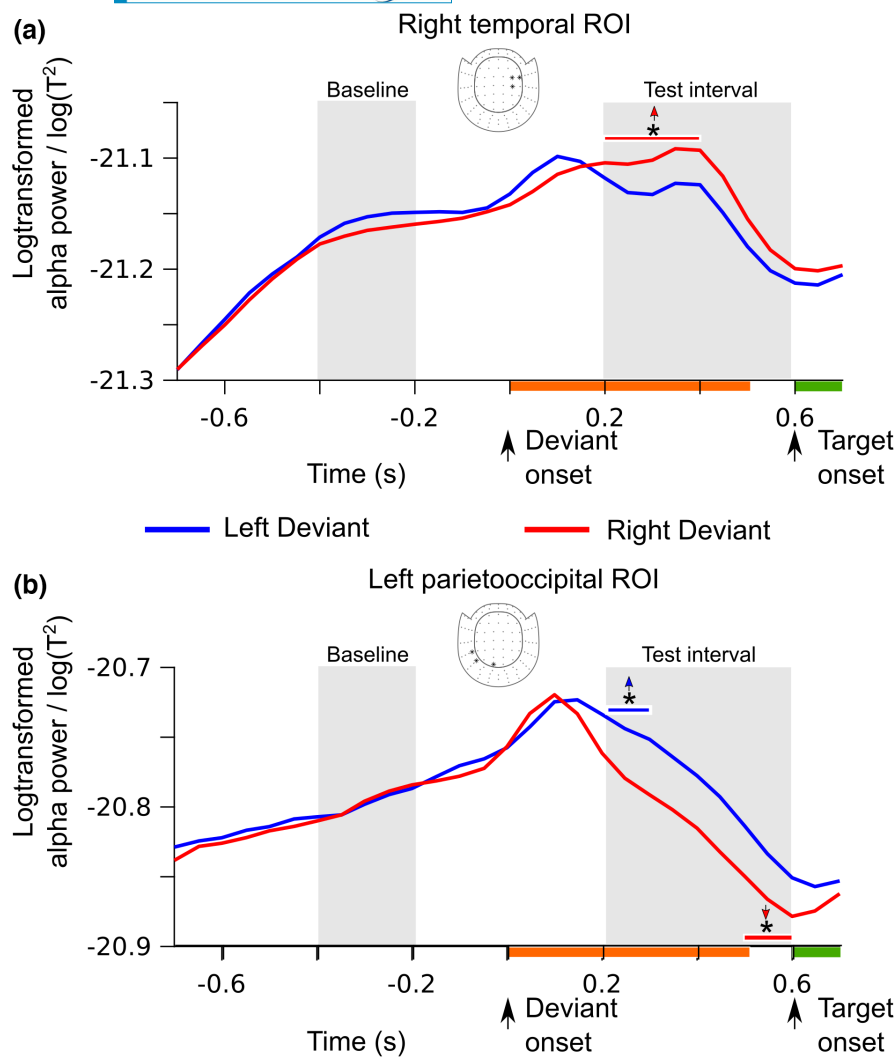 (a)
Right temporal ROI
Baseline
Test interval
*
Logtransformed
alpha power / log(T²)
-21.1
-21.2
-21.3
-0.6
-0.2
0.2
0.6
Time (s)
Deviant
onset
Target
onset
Left Deviant
Right Deviant
(b)
Left parietooccipital ROI
Baseline
Test interval
*
Logtransformed
alpha power / log(T²)
-20.7
-20.8
-20.9
*
-0.6
-0.2
0.2
0.6
Time (s)
Deviant
onset
Target
onset